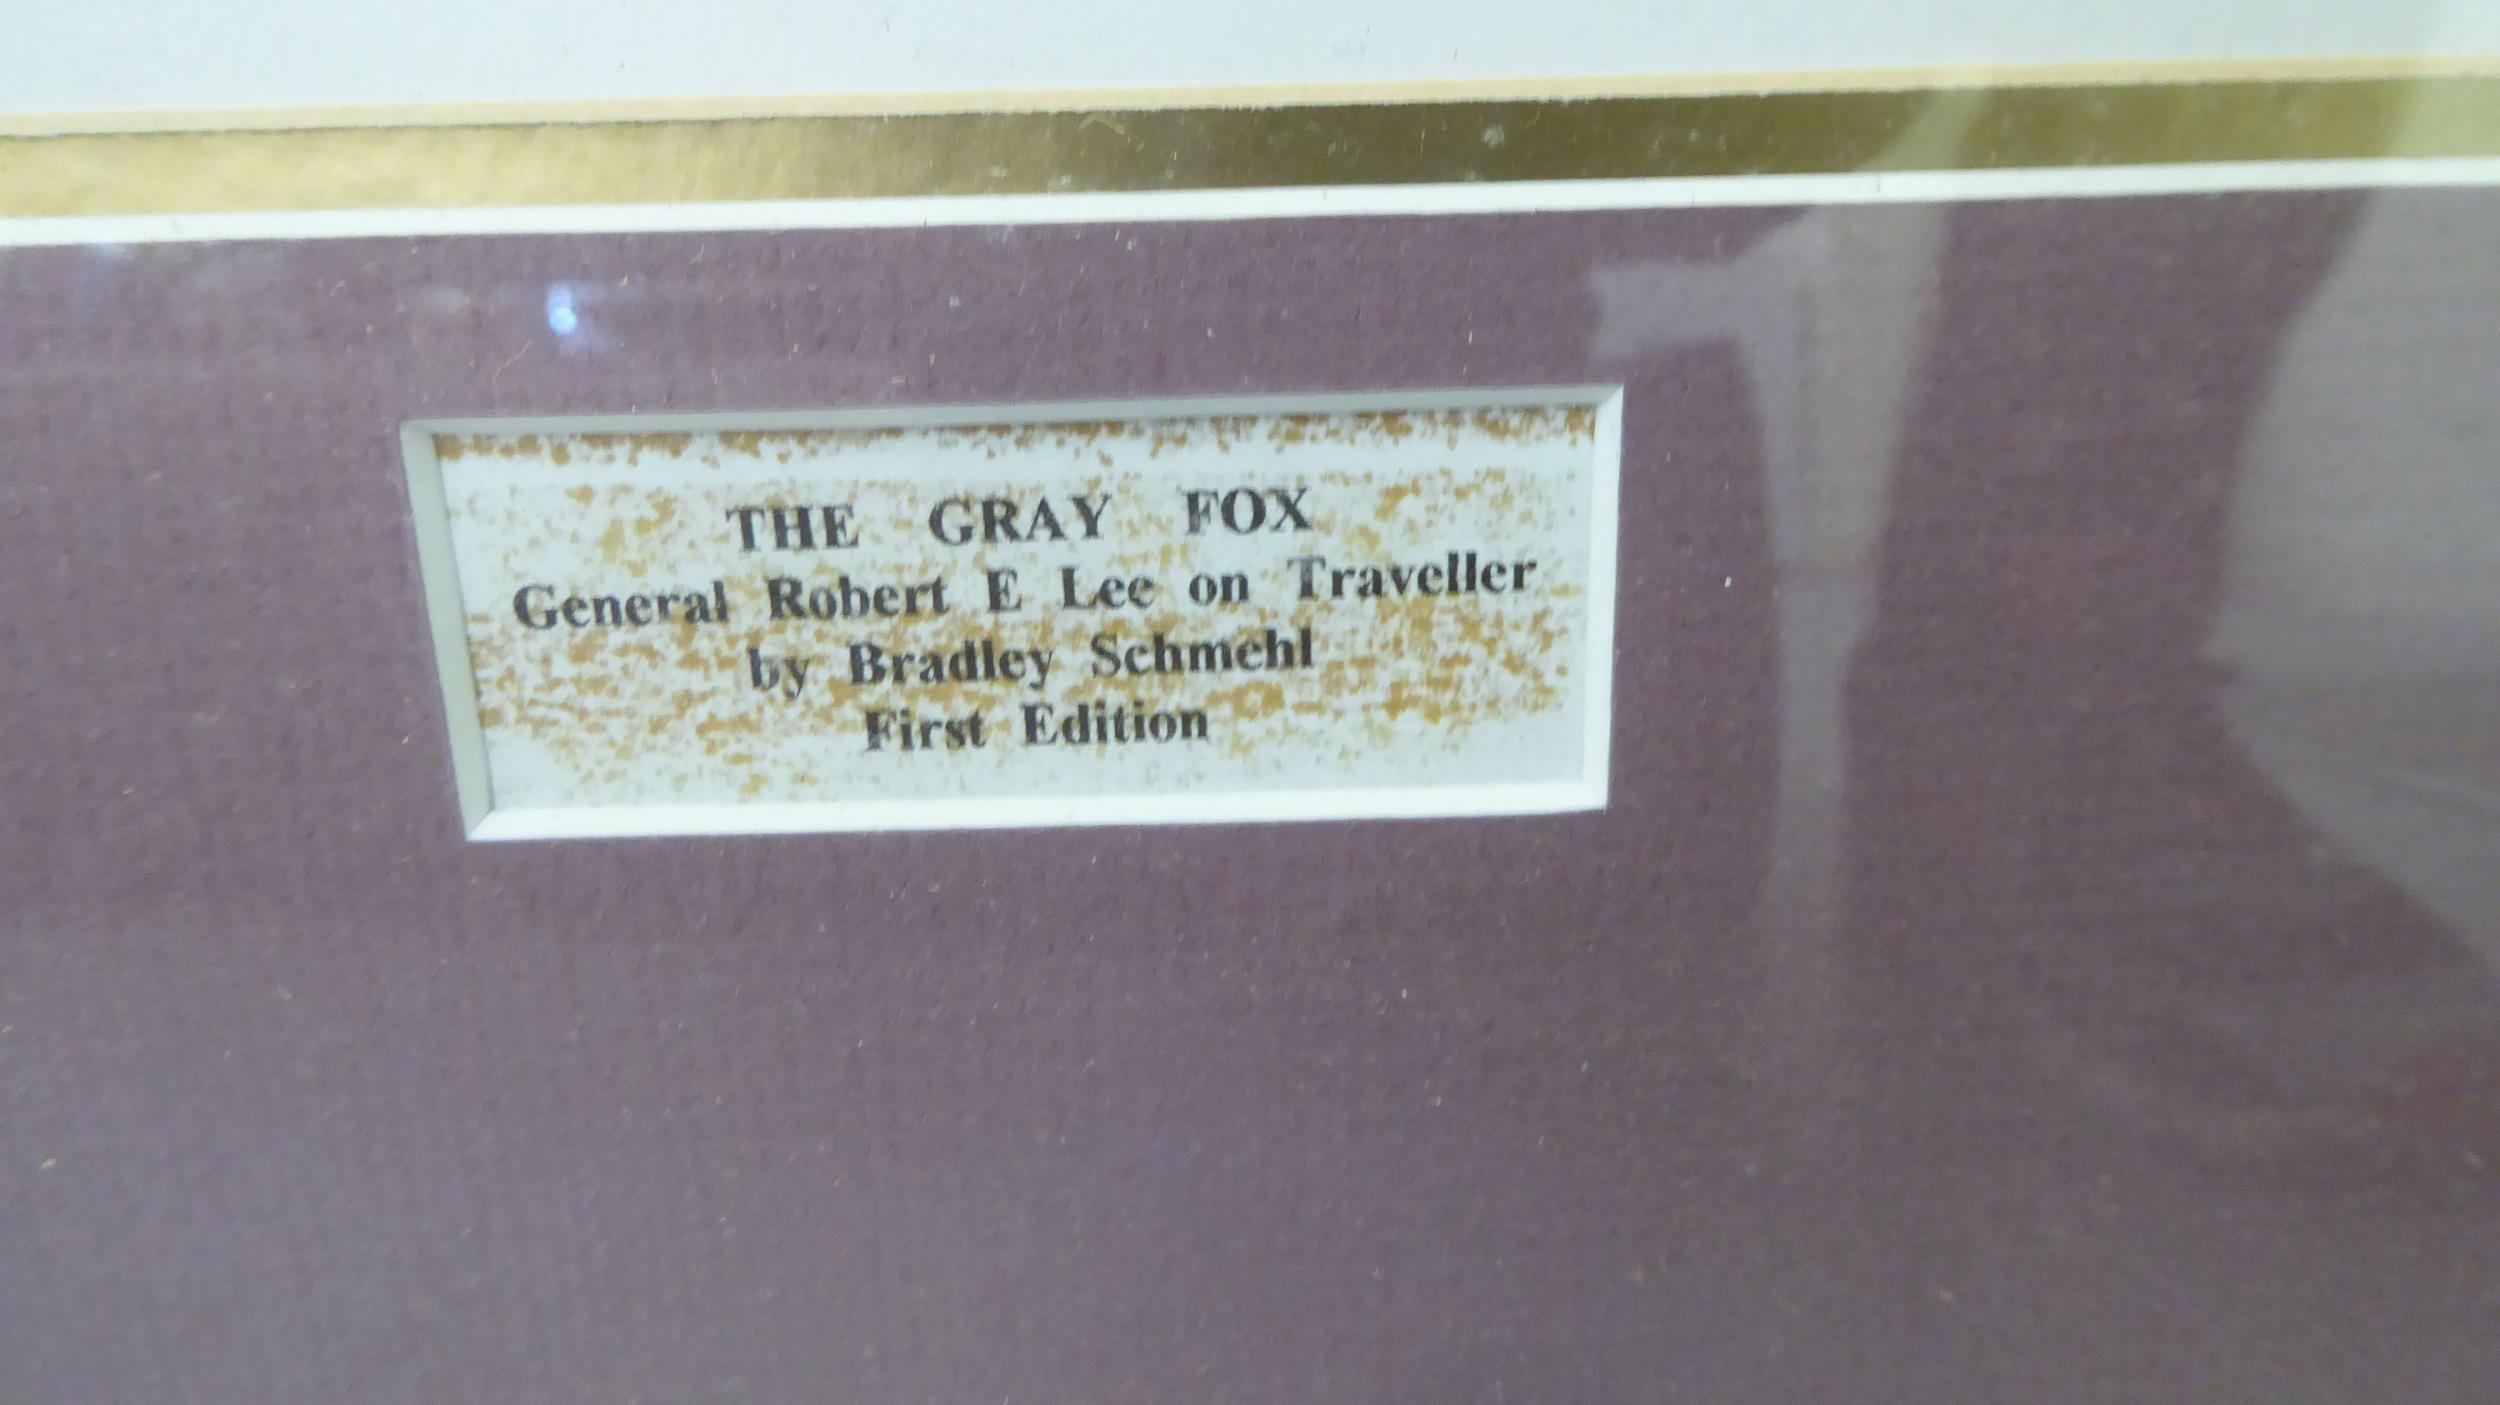 THE GRAY FOX
General Robert E Lee on Traveller
by Bradley Schmehl
First Edition